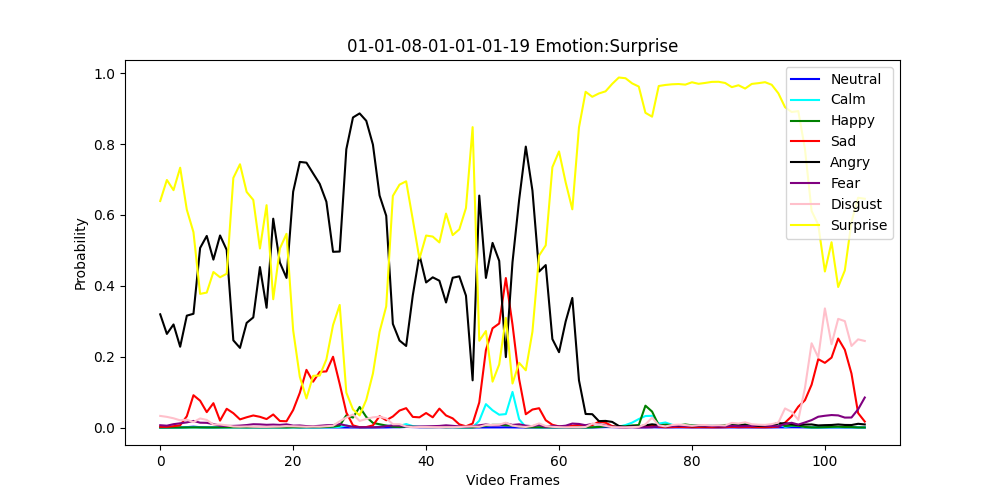 01-01-08-01-01-01-19 Emotion:Surprise
1.0
0.8
0.6
0.4
0.2
0.0
Probability
0
20
40
60
80
100
Video Frames
Neutral
Calm
Happy
Sad
Angry
Fear
Disgust
Surprise